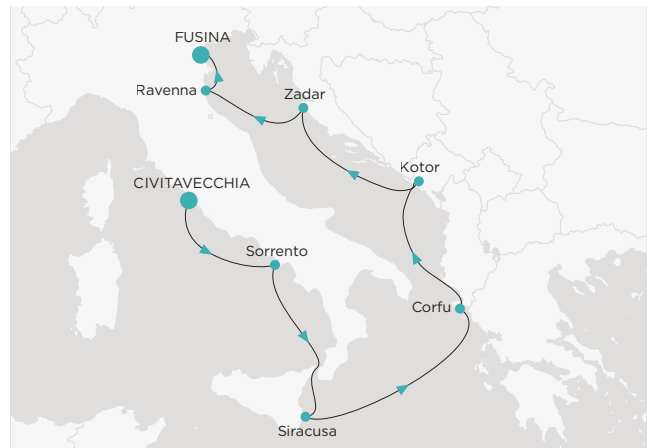 FUSINA
Ravenna
Zadar
Kotor
CIVITAVECCHIA
Sorrento
Corfu
Siracusa